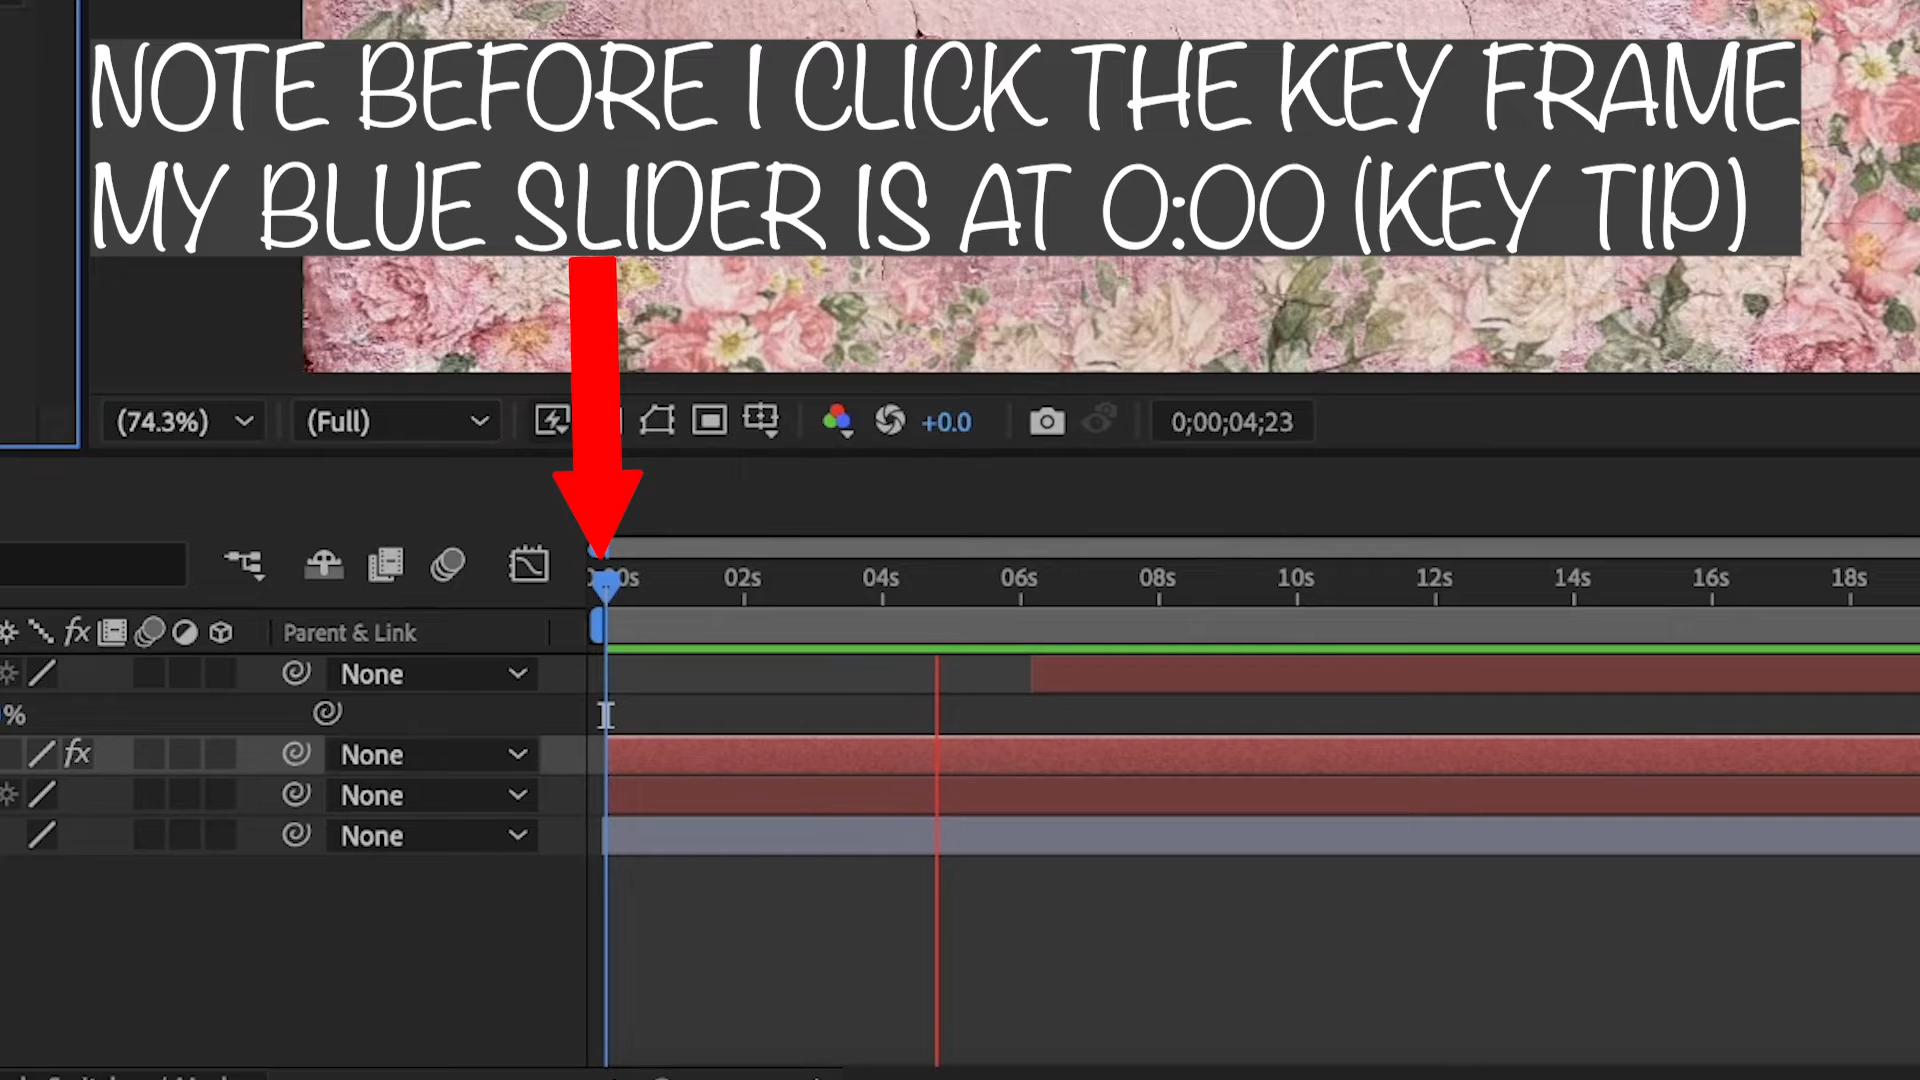 NOTE BEFORE I CLICK THE KEY FRAME
MY BLUE SLIDER IS AT 0:00 (KEY TIP)
(74.3%) (Full) +0.0 0;00;04;23
02s 04s 06s 08s 10s 12s 14s 16s 18s
fx Parent & Link
None
%
fx None
None
None